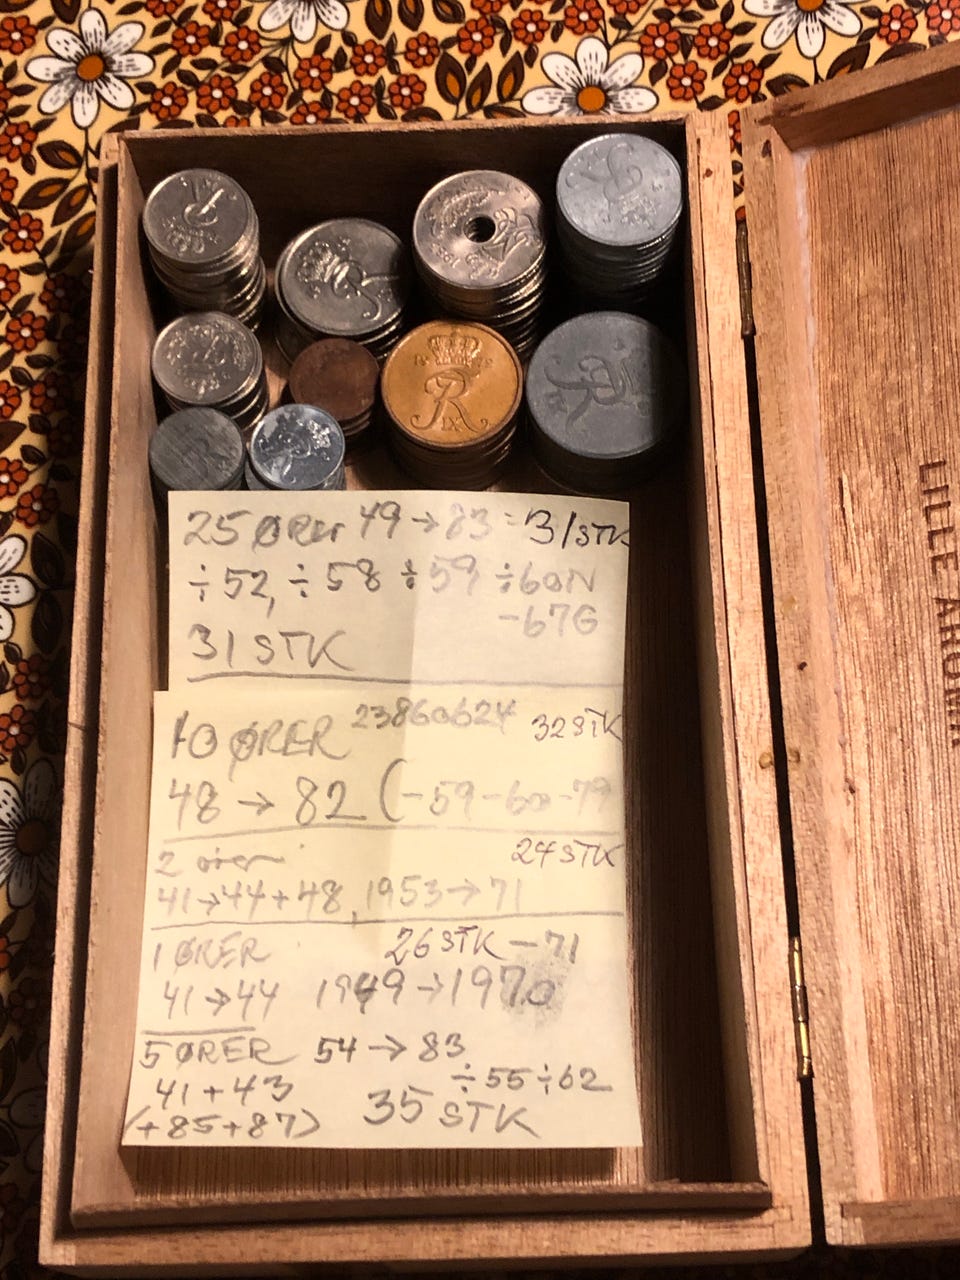 25 ØRER 49 → 83 = 31 STK
÷ 52, ÷ 58 ÷ 59 ÷ 60N
- 67G
31 STK
10 ØRER 23860624 32 STK
48 → 82 (- 59 - 60 - 79
2 ører 24 STK
41 → 44 + 48, 1953 → 71
1 ØRER 26 STK - 71
41 → 44 1949 → 1970
5 ØRER 54 → 83
41 + 43 ÷ 55 ÷ 62
(+ 85 + 87) 35 STK
LILLE AROMA